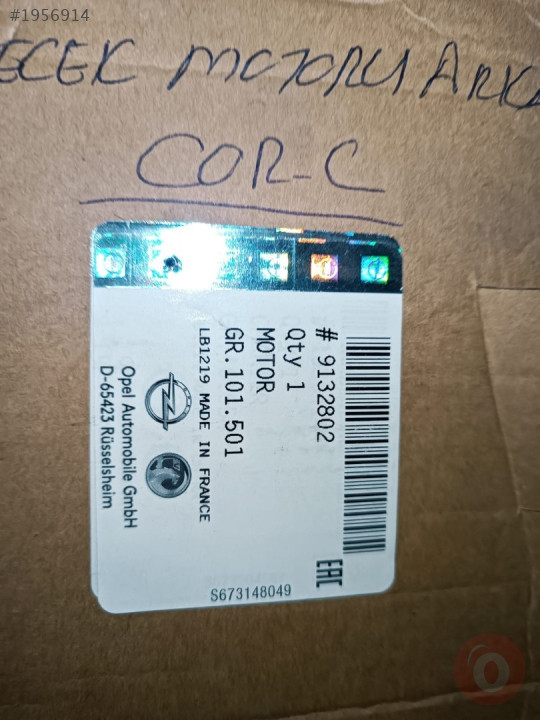 #1956914
ECEK MOTORU ARKA
COR-C
# 9132802
Qty 1
MOTOR
GR.101.501
LB1219 MADE IN FRANCE
Opel Automobile GmbH
D-65423 Rüsselsheim
EAC
S673148049